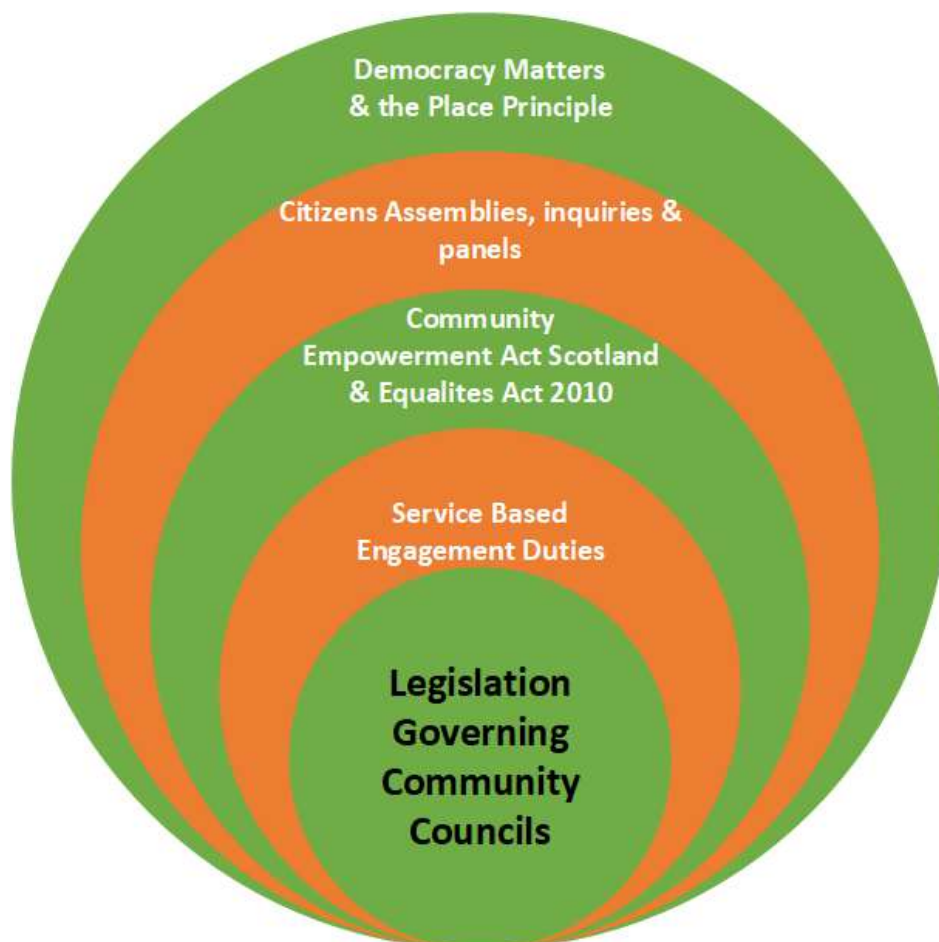 Democracy Matters
& the Place Principle
Citizens Assemblies, inquiries &
panels
Community
Empowerment Act Scotland
& Equalites Act 2010
Service Based
Engagement Duties
Legislation
Governing
Community
Councils